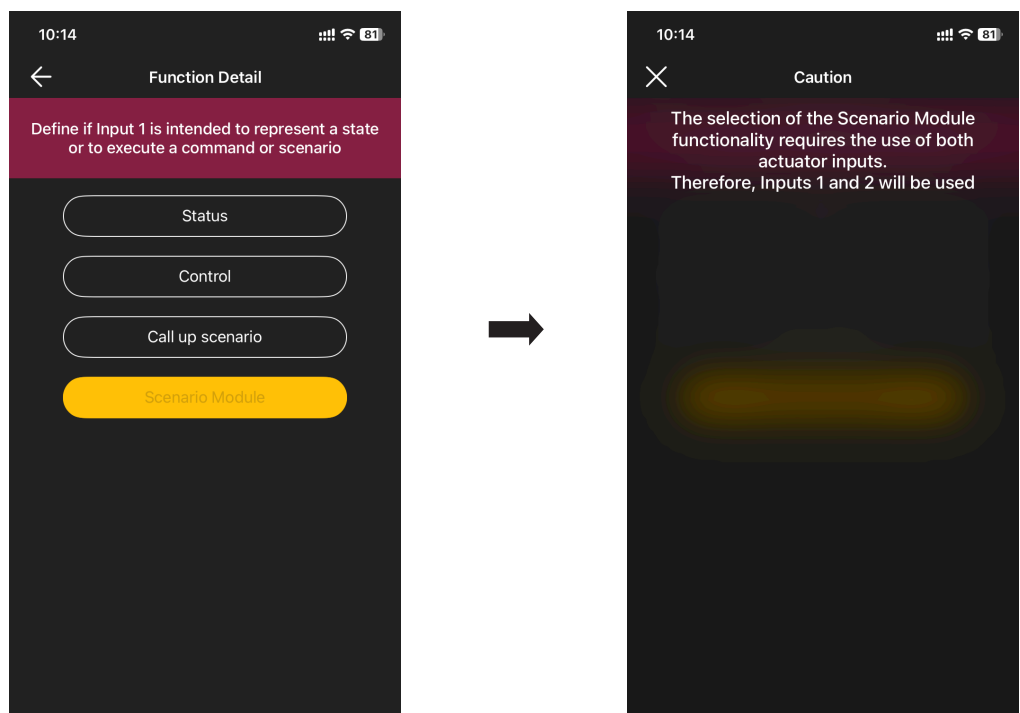 10:14
81
Function Detail
Define if Input 1 is intended to represent a state
or to execute a command or scenario
Status
Control
Call up scenario
Scenario Module
10:14
81
Caution
The selection of the Scenario Module
functionality requires the use of both
actuator inputs.
Therefore, Inputs 1 and 2 will be used